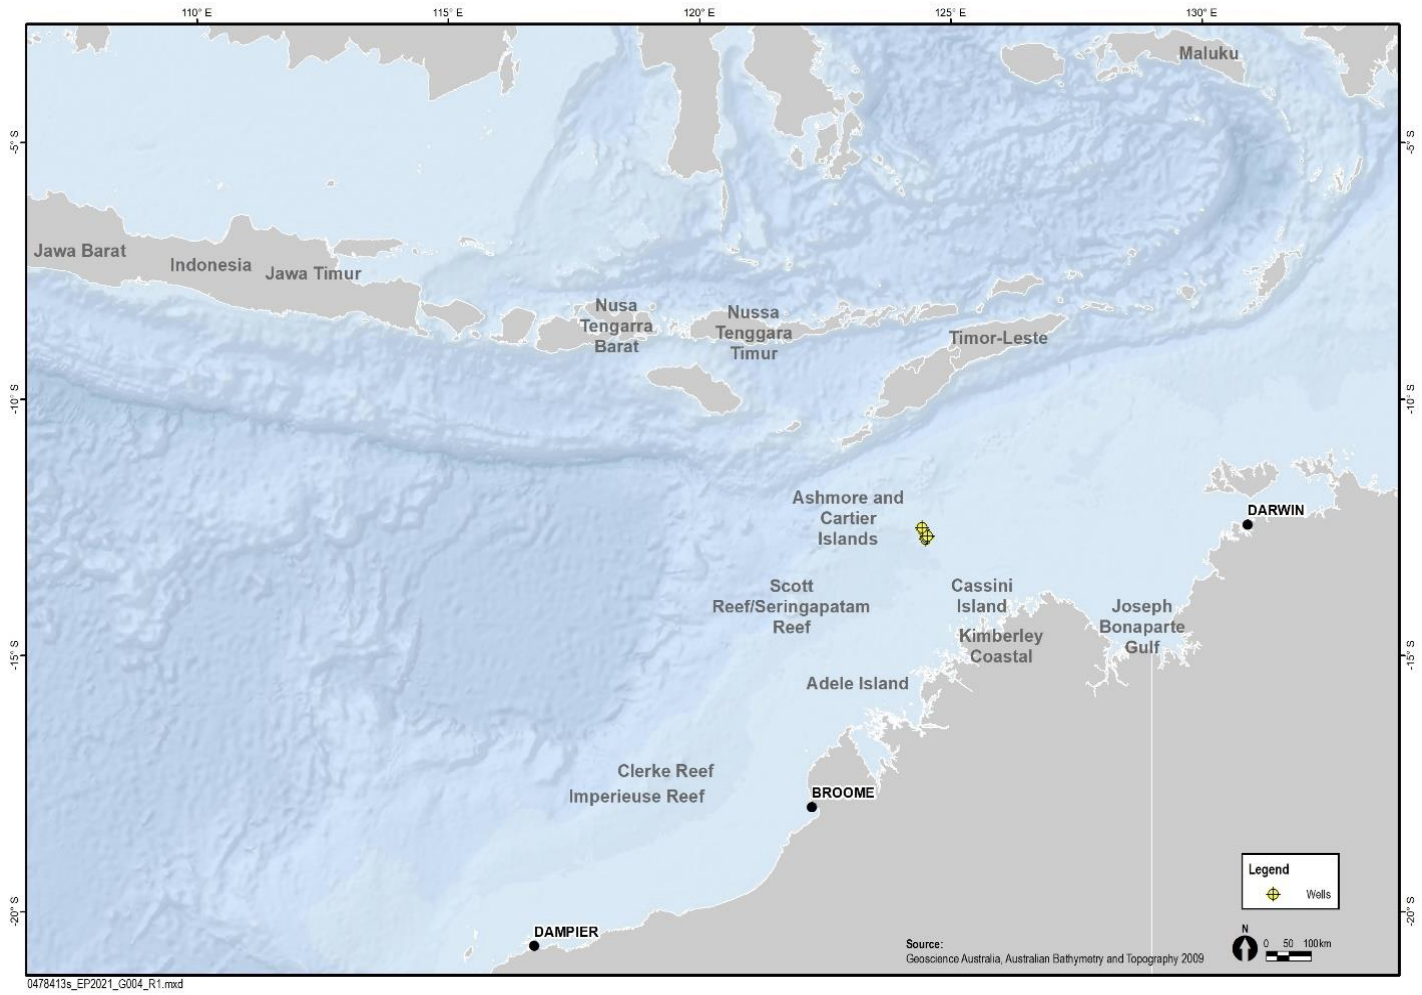 110° E
115° E
120° E
125° E
130° E
Maluku
-5° S
-5° S
Jawa Barat
Indonesia
Jawa Timur
Nusa
Tengarra
Barat
Nussa
Tenggara
Timur
Timor-Leste
-10° S
-10° S
Ashmore and
Cartier
Islands
DARWIN
Scott
Reef/Seringapatam
Reef
Cassini
Island
Joseph
Bonaparte
Gulf
Kimberley
Coastal
-15° S
-15° S
Adele Island
Clerke Reef
Imperieuse Reef
BROOME
Legend
Wells
-20° S
-20° S
DAMPIER
N
0 50 100km
Source:
Geoscience Australia, Australian Bathymetry and Topography 2009
0478413s_EP2021_G004_R1.mxd